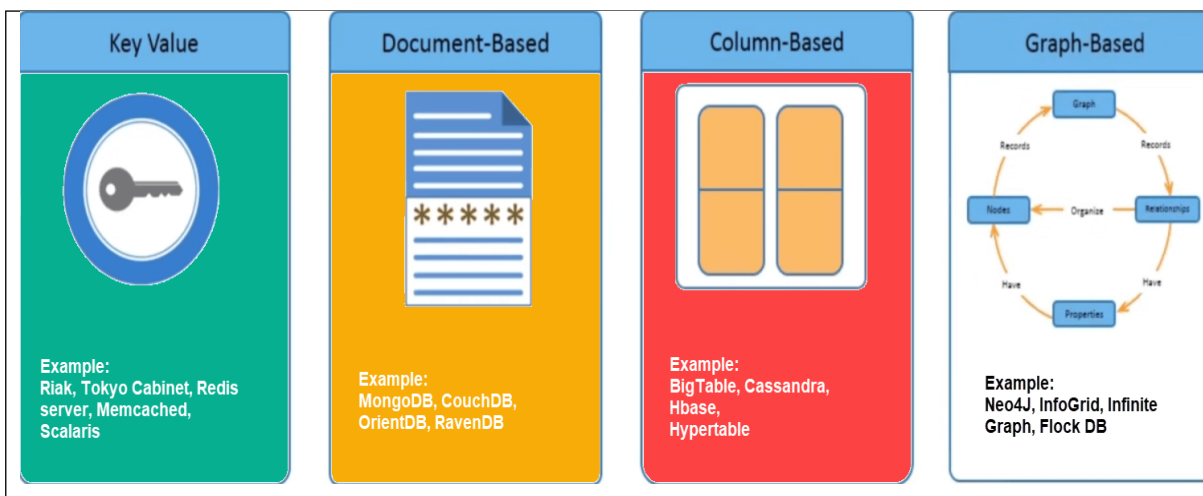 Key Value
Example:
Riak, Tokyo Cabinet, Redis
server, Memcached,
Scalaris
Document-Based
*****
Example:
MongoDB, CouchDB,
OrientDB, RavenDB
Column-Based
Example:
BigTable, Cassandra,
Hbase,
Hypertable
Graph-Based
Graph
Records
Records
Nodes
Organise
Relationships
Have
Have
Properties
Example:
Neo4J, InfoGrid, Infinite
Graph, Flock DB